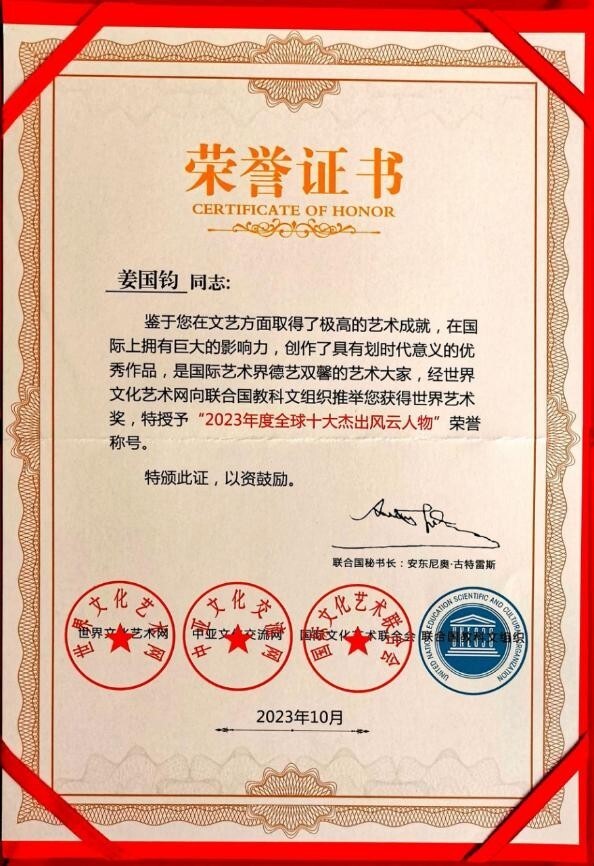 荣誉证书
CERTIFICATE OF HONOR
姜国钧 同志:
鉴于您在文艺方面取得了极高的艺术成就，在国
际上拥有巨大的影响力，创作了具有划时代意义的优
秀作品，是国际艺术界德艺双馨的艺术大家，经世界
文化艺术网向联合国教科文组织推举您获得世界艺术
奖，特授予“2023年度全球十大杰出风云人物”荣誉
称号。
特颁此证，以资鼓励。
联合国秘书长：安东尼奥·古特雷斯
世界文化艺术网
中亚文化交流网
国际文化艺术联合会
UNITED NATIONS EDUCATION SCIENTIFIC AND CULTURAL ORGANIZATION
世界文化艺术网 中亚文化交流网 国际文化艺术联合会 联合国教科文组织
2023年10月